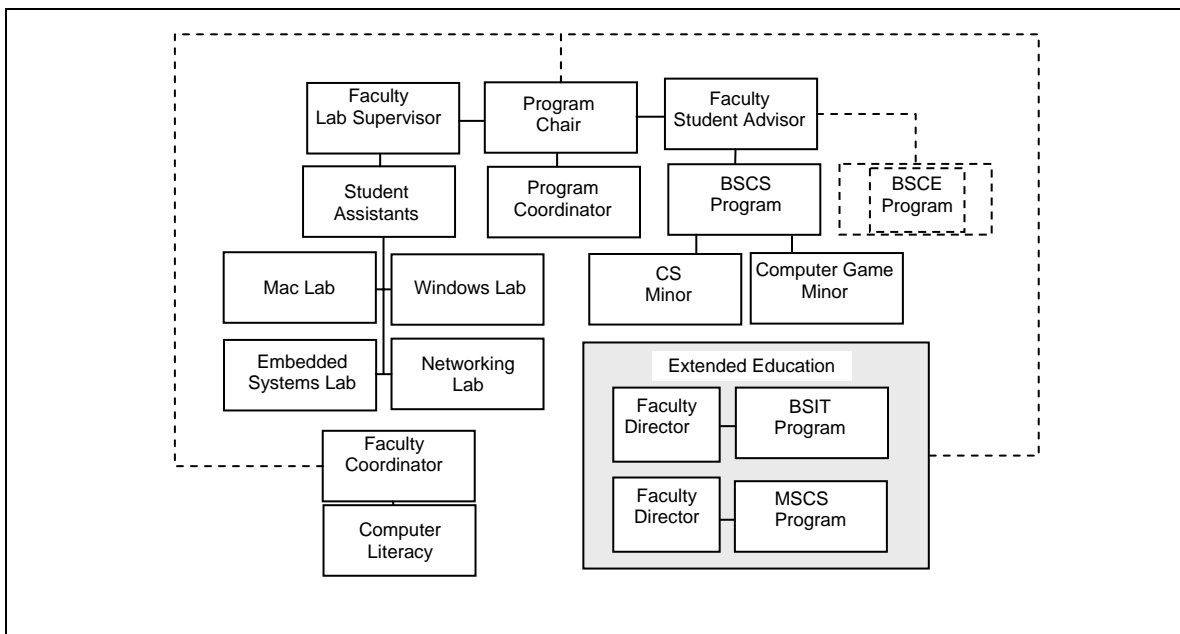 Faculty
Lab Supervisor
Program
Chair
Faculty
Student Advisor
Student
Assistants
Program
Coordinator
BSCS
Program
BSCE
Program
Mac Lab
Windows Lab
CS
Minor
Computer Game
Minor
Embedded
Systems Lab
Networking
Lab
Extended Education
Faculty
Director
BSIT
Program
Faculty
Coordinator
Faculty
Director
MSCS
Program
Computer
Literacy